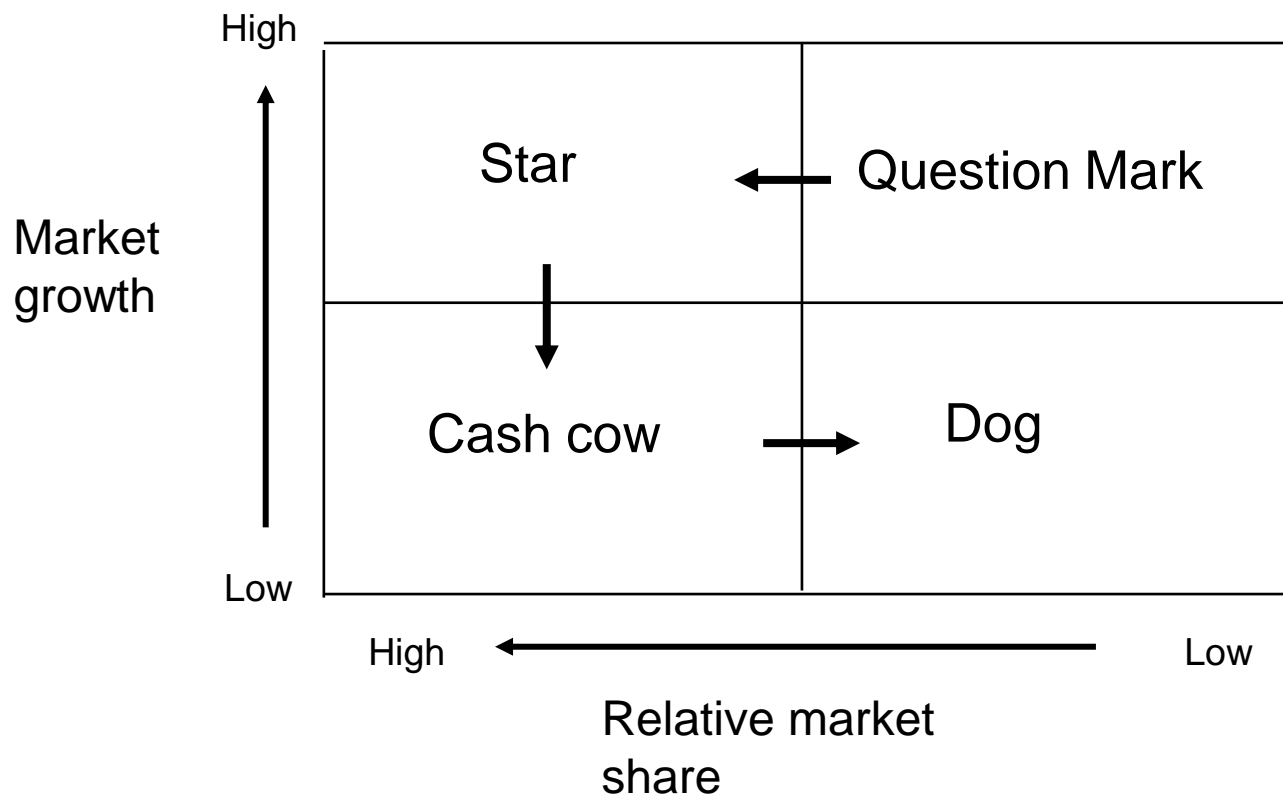 High
Star
Question Mark
Market
growth
Cash cow
Dog
Low
High
Low
Relative market
share